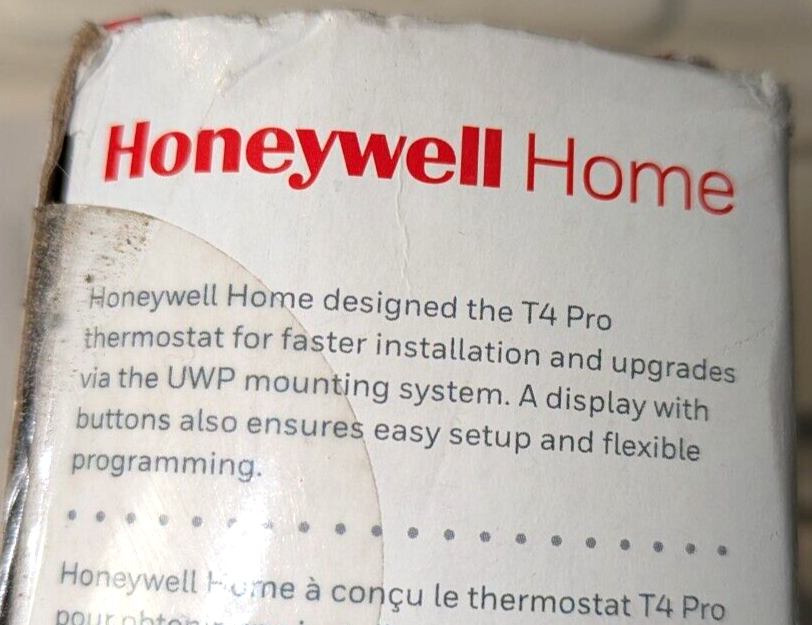 Honeywell Home
Honeywell Home designed the T4 Pro
thermostat for faster installation and upgrades
via the UWP mounting system. A display with
buttons also ensures easy setup and flexible
programming.
Honeywell Home à conçu le thermostat T4 Pro
pour